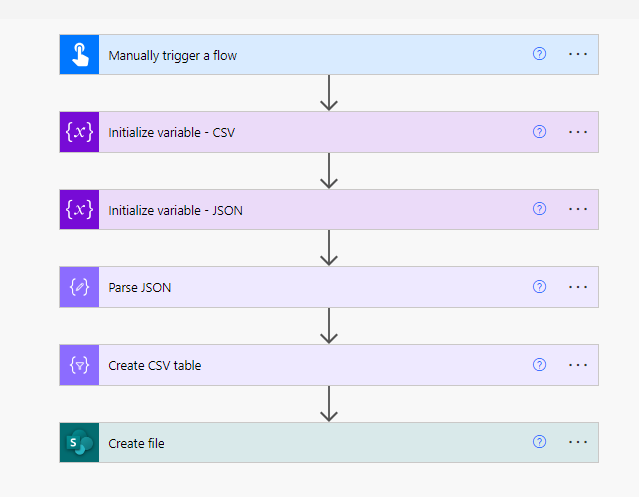 Manually trigger a flow
{x} Initialize variable - CSV
{x} Initialize variable - JSON
Parse JSON
Create CSV table
S Create file